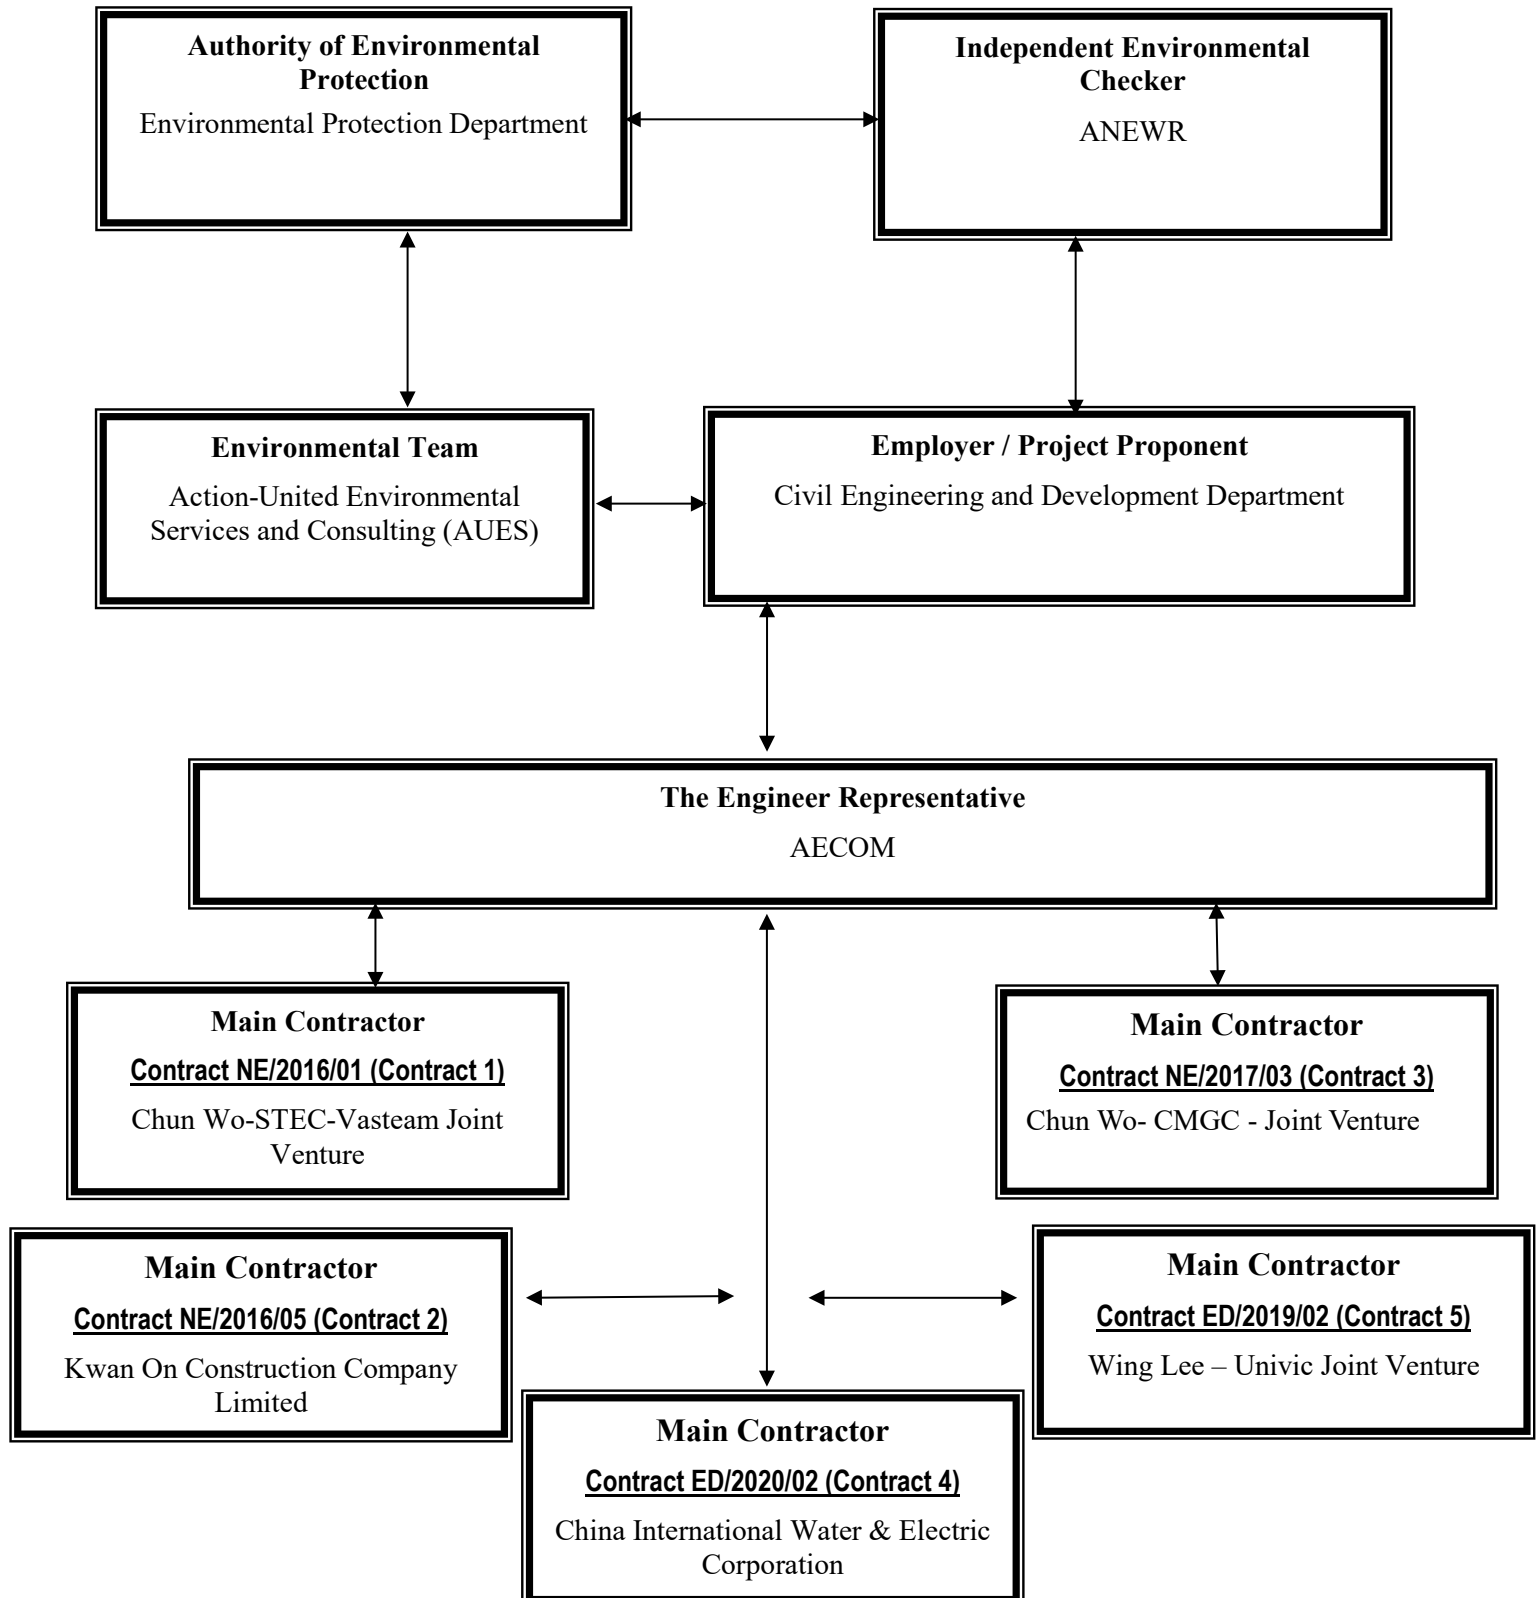 Authority of Environmental
Protection
Environmental Protection Department
Independent Environmental
Checker
ANEWR
Environmental Team
Action-United Environmental
Services and Consulting (AUES)
Employer / Project Proponent
Civil Engineering and Development Department
The Engineer Representative
AECOM
Main Contractor
Contract NE/2016/01 (Contract 1)
Chun Wo-STEC-Vasteam Joint
Venture
Main Contractor
Contract NE/2017/03 (Contract 3)
Chun Wo- CMGC - Joint Venture
Main Contractor
Contract NE/2016/05 (Contract 2)
Kwan On Construction Company
Limited
Main Contractor
Contract ED/2019/02 (Contract 5)
Wing Lee – Univic Joint Venture
Main Contractor
Contract ED/2020/02 (Contract 4)
China International Water & Electric
Corporation